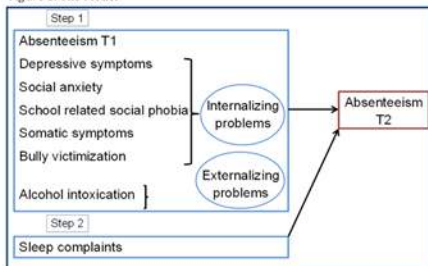 Step 1
Absenteeism T1
Depressive symptoms
Social anxiety
School related social phobia
Somatic symptoms
Bully victimization
Alcohol intoxication
Internalizing
problems
Externalizing
problems
Absenteeism
T2
Step 2
Sleep complaints